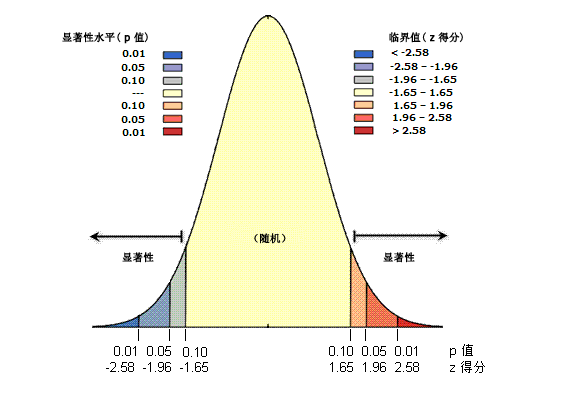 显著性水平( p 值)
0.01
0.05
0.10
---
0.10
0.05
0.01
临界值( z 得分)
< -2.58
-2.58 – -1.96
-1.96 – -1.65
-1.65 – 1.65
1.65 – 1.96
1.96 – 2.58
> 2.58
(随机)
显著性
显著性
0.01 0.05 0.10 0.10 0.05 0.01 p 值
-2.58 -1.96 -1.65 1.65 1.96 2.58 z 得分